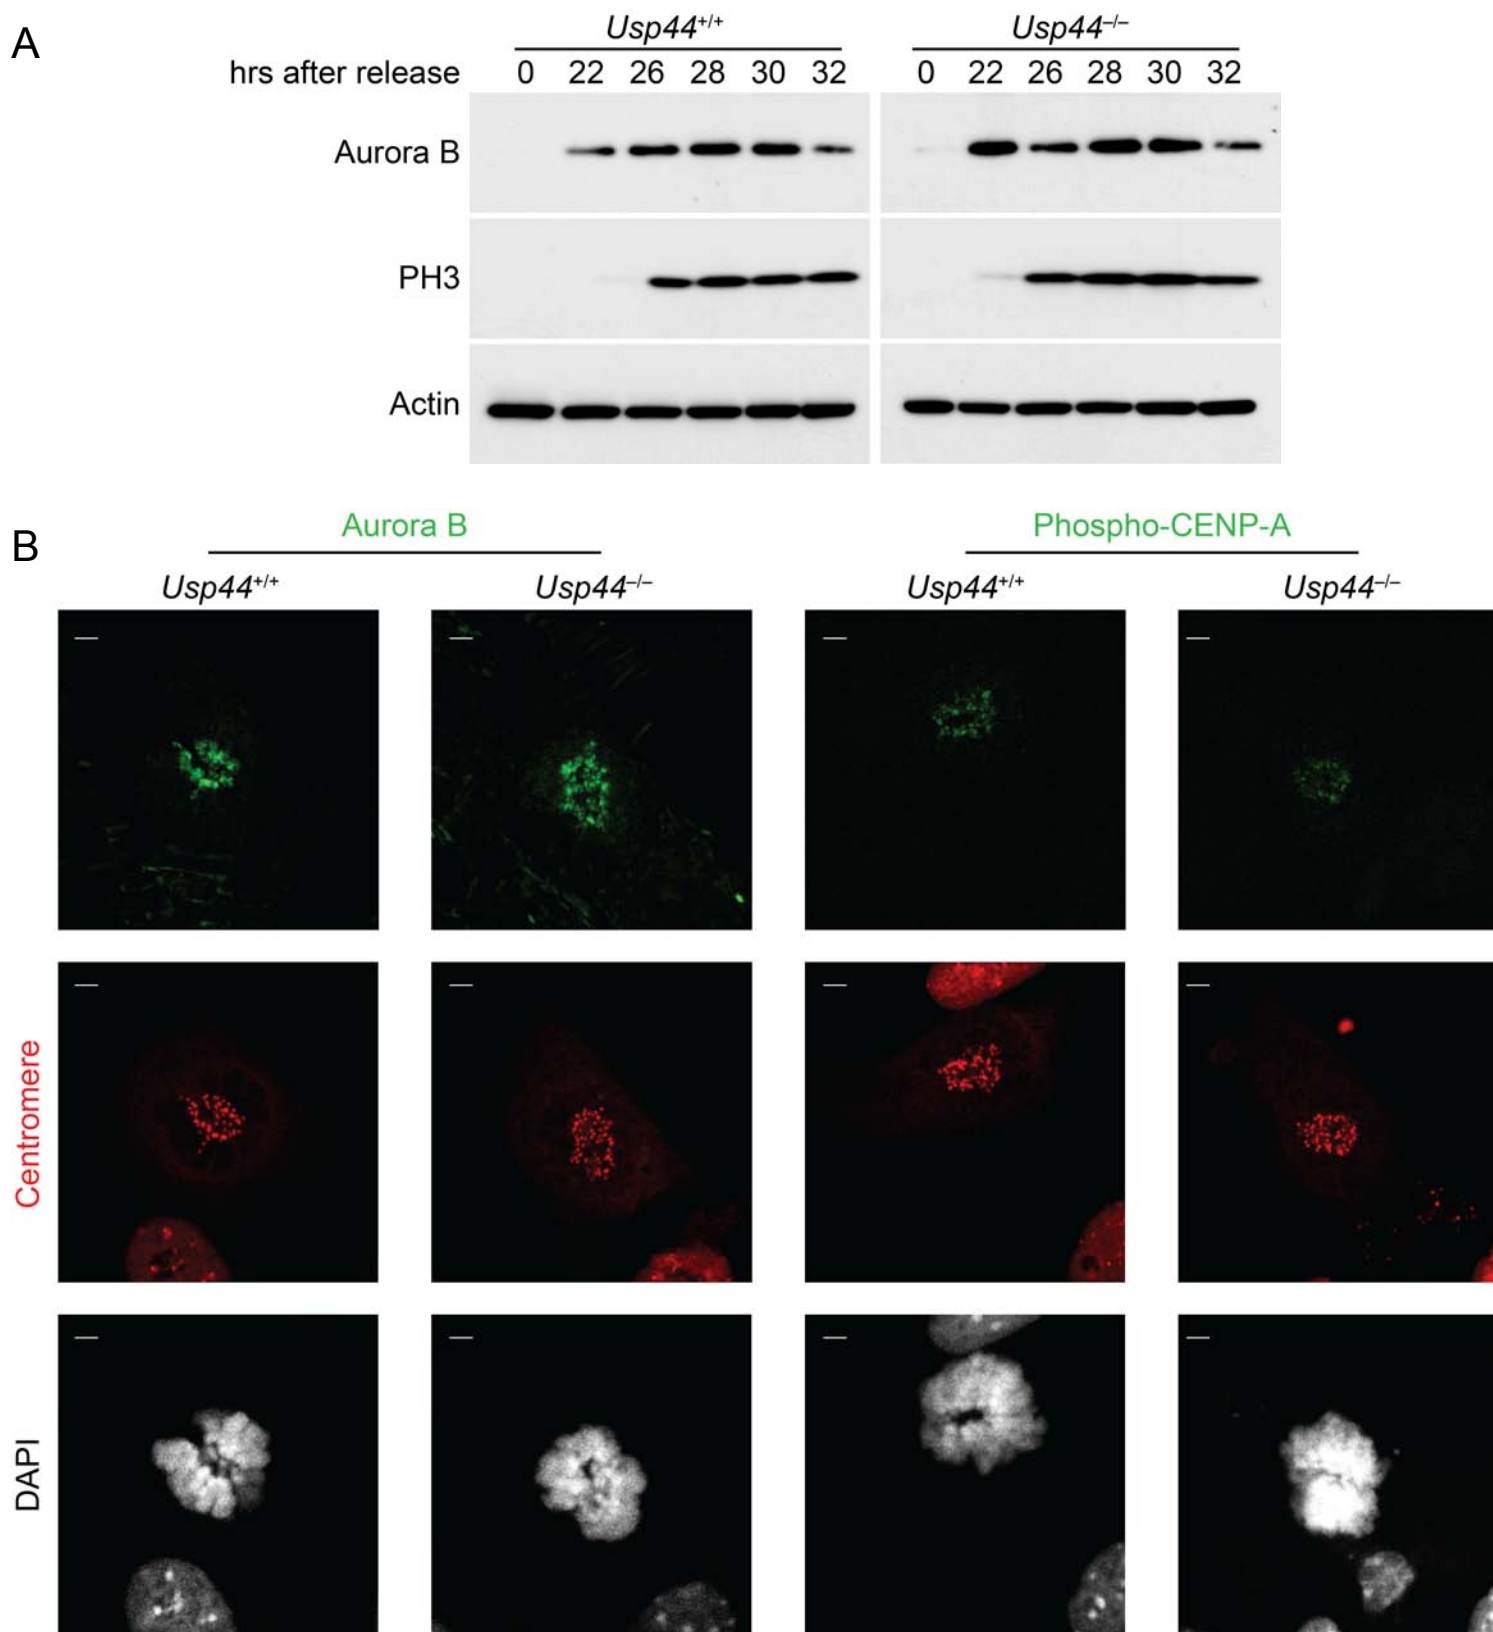 A
Usp44+/+ Usp44–/–
hrs after release 0 22 26 28 30 32 0 22 26 28 30 32
Aurora B
PH3
Actin
B
Aurora B Phospho-CENP-A
Usp44+/+ Usp44–/– Usp44+/+ Usp44–/–
Centromere
DAPI